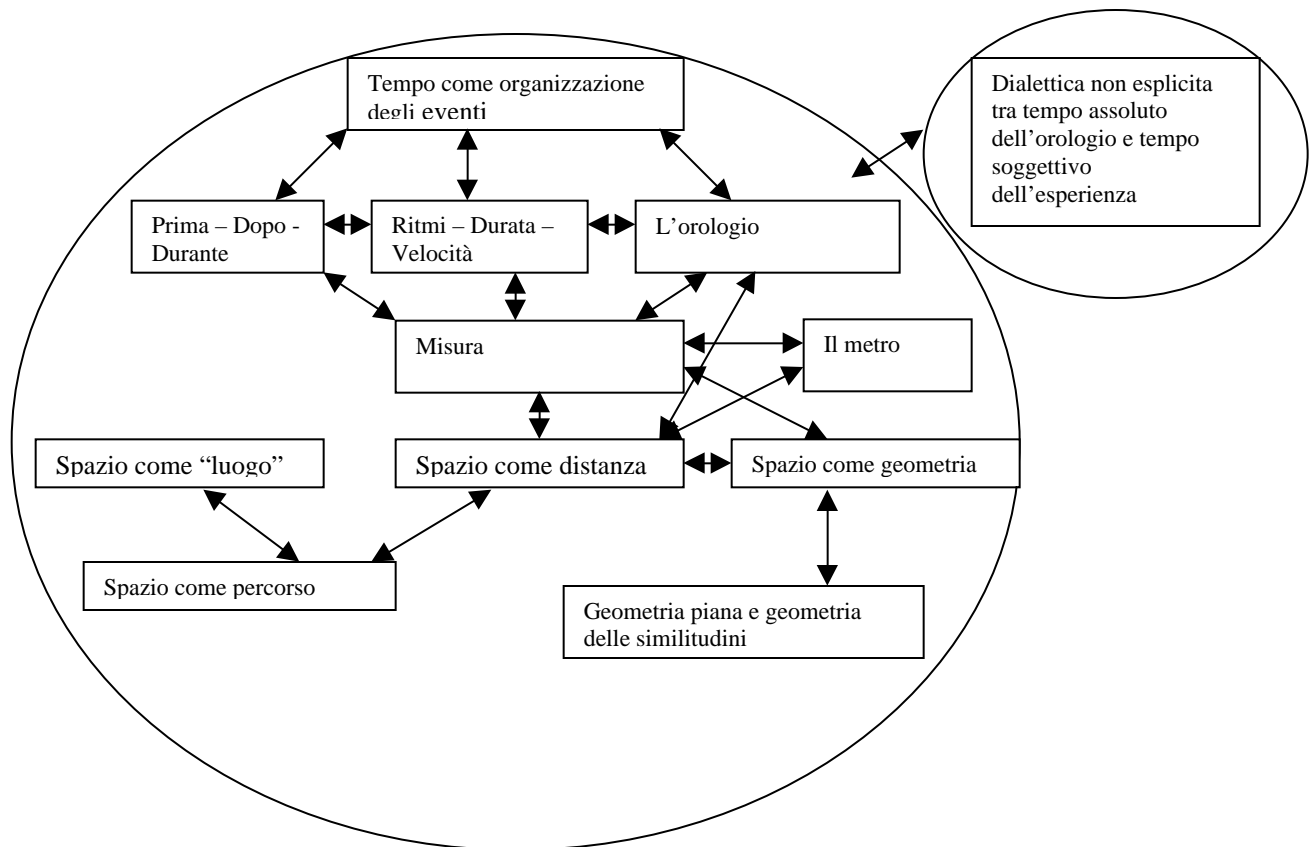 Tempo come organizzazione
degli eventi
Dialettica non esplicita
tra tempo assoluto
dell’orologio e tempo
soggettivo
dell’esperienza
Prima – Dopo -
Durante
Ritmi – Durata –
Velocità
L’orologio
Misura
Il metro
Spazio come “luogo”
Spazio come distanza
Spazio come geometria
Spazio come percorso
Geometria piana e geometria
delle similitudini